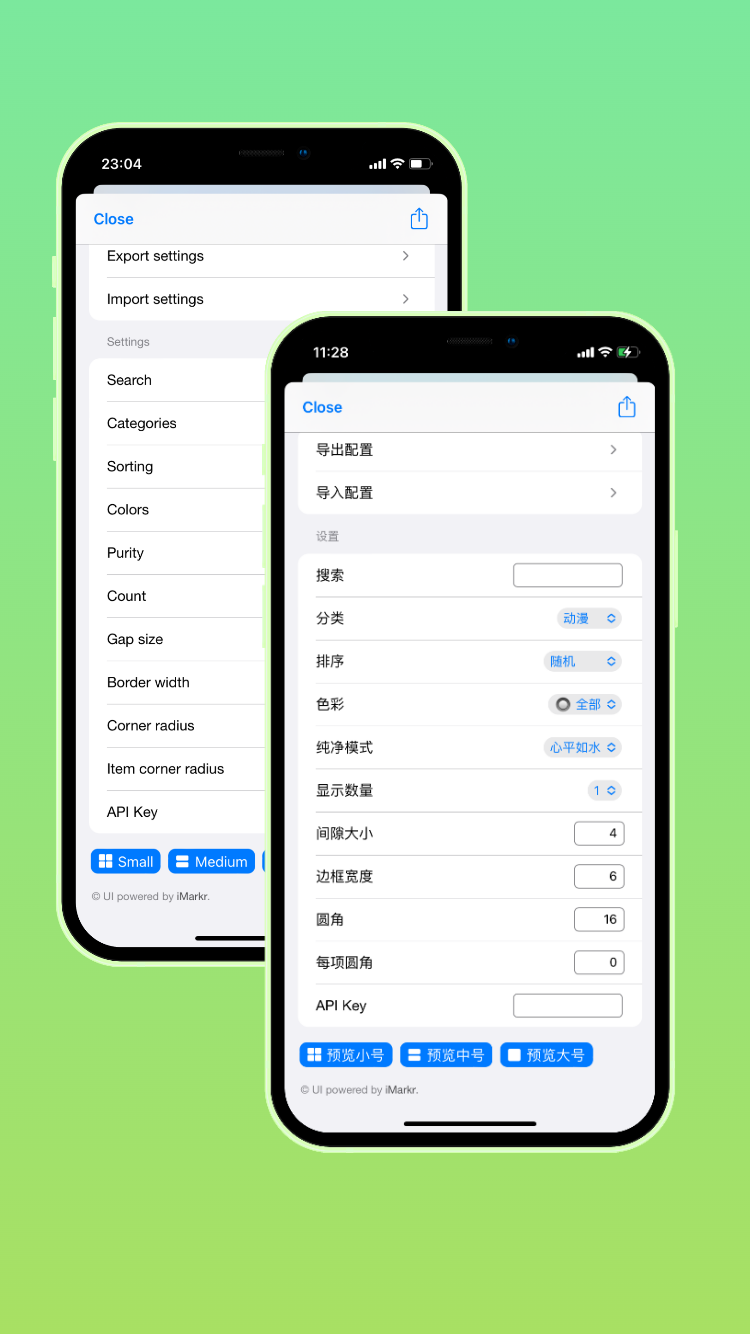 23:04
Close
Export settings
Import settings
Settings
Search
Categories
Sorting
Colors
Purity
Count
Gap size
Border width
Corner radius
Item corner radius
API Key
Small Medium
© UI powered by iMarkr.
11:28
Close
导出配置
导入配置
设置
搜索
分类 动漫
排序 随机
色彩 全部
纯净模式 心平如水
显示数量 1
间隙大小 4
边框宽度 6
圆角 16
每项圆角 0
API Key
预览小号 预览中号 预览大号
© UI powered by iMarkr.